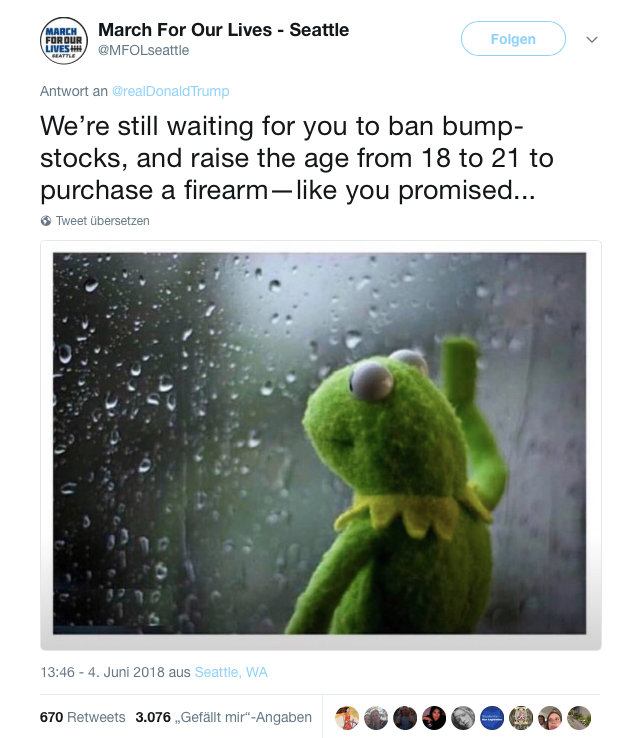 MARCH
FOR OUR
LIVES
SEATTLE
March For Our Lives - Seattle
@MFOLseattle
Folgen
Antwort an @realDonaldTrump
We’re still waiting for you to ban bump-
stocks, and raise the age from 18 to 21 to
purchase a firearm—like you promised...
Tweet übersetzen
13:46 - 4. Juni 2018 aus Seattle, WA
670 Retweets 3.076 „Gefällt mir“-Angaben